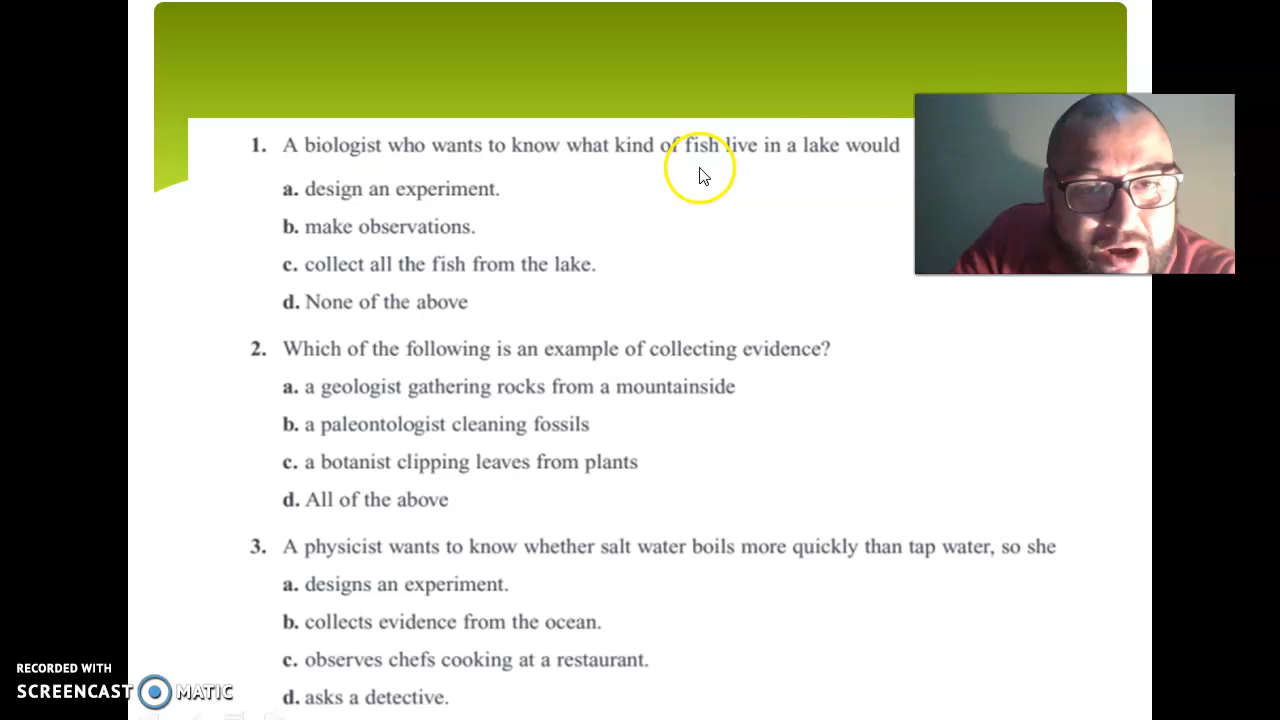 1. A biologist who wants to know what kind of fish live in a lake would
a. design an experiment.
b. make observations.
c. collect all the fish from the lake.
d. None of the above
2. Which of the following is an example of collecting evidence?
a. a geologist gathering rocks from a mountainside
b. a paleontologist cleaning fossils
c. a botanist clipping leaves from plants
d. All of the above
3. A physicist wants to know whether salt water boils more quickly than tap water, so she
a. designs an experiment.
b. collects evidence from the ocean.
c. observes chefs cooking at a restaurant.
d. asks a detective.
RECORDED WITH
SCREENCAST MATIC